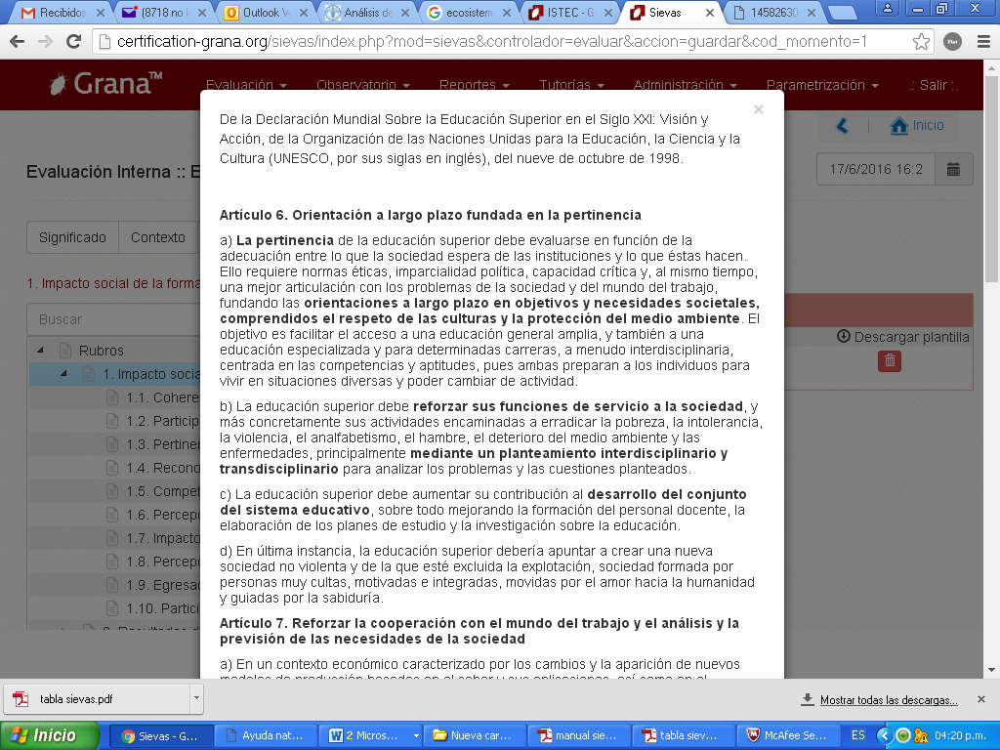 Recibidos
(8718 no l
Outlook W
Análisis de
ecosistem
ISTEC - G
Sievas
14582630
certification-grana.org/sievas/index.php?mod=sievas&controlador=evaluar&accion=guardar&cod_momento=1
Flat
Grana™
Evaluación
Observatorio
Reportes
Tutorías
Administración
Parametrización
.: Salir :.
Inicio
Evaluación Interna :: E
17/6/2016 16:2
Significado
Contexto
1. Impacto social de la forma
Buscar
Rubros
1. Impacto socia
1.1. Cohere
1.2. Particip
1.3. Pertiner
1.4. Recono
1.5. Compet
1.6. Percepo
1.7. Impacto
1.8. Percepo
1.9. Egresad
1.10. Partici
Descargar plantilla
×
De la Declaración Mundial Sobre la Educación Superior en el Siglo XXI: Visión y
Acción, de la Organización de las Naciones Unidas para la Educación, la Ciencia y la
Cultura (UNESCO, por sus siglas en inglés), del nueve de octubre de 1998.
Artículo 6. Orientación a largo plazo fundada en la pertinencia
a) La pertinencia de la educación superior debe evaluarse en función de la
adecuación entre lo que la sociedad espera de las instituciones y lo que éstas hacen.
Ello requiere normas éticas, imparcialidad política, capacidad crítica y, al mismo tiempo,
una mejor articulación con los problemas de la sociedad y del mundo del trabajo,
fundando las orientaciones a largo plazo en objetivos y necesidades societales,
comprendidos el respeto de las culturas y la protección del medio ambiente. El
objetivo es facilitar el acceso a una educación general amplia, y también a una
educación especializada y para determinadas carreras, a menudo interdisciplinaria,
centrada en las competencias y aptitudes, pues ambas preparan a los individuos para
vivir en situaciones diversas y poder cambiar de actividad.
b) La educación superior debe reforzar sus funciones de servicio a la sociedad, y
más concretamente sus actividades encaminadas a erradicar la pobreza, la intolerancia,
la violencia, el analfabetismo, el hambre, el deterioro del medio ambiente y las
enfermedades, principalmente mediante un planteamiento interdisciplinario y
transdisciplinario para analizar los problemas y las cuestiones planteados.
c) La educación superior debe aumentar su contribución al desarrollo del conjunto
del sistema educativo, sobre todo mejorando la formación del personal docente, la
elaboración de los planes de estudio y la investigación sobre la educación.
d) En última instancia, la educación superior debería apuntar a crear una nueva
sociedad no violenta y de la que esté excluida la explotación, sociedad formada por
personas muy cultas, motivadas e integradas, movidas por el amor hacia la humanidad
y guiadas por la sabiduría.
Artículo 7. Reforzar la cooperación con el mundo del trabajo y el análisis y la
previsión de las necesidades de la sociedad
a) En un contexto económico caracterizado por los cambios y la aparición de nuevos
tabla sievas.pdf
Mostrar todas las descargas...
Inicio
Sievas - G...
Ayuda nat...
2 Micros...
Nueva car...
manual sie...
tabla siev...
McAfee Se...
ES
04:20 p.m.